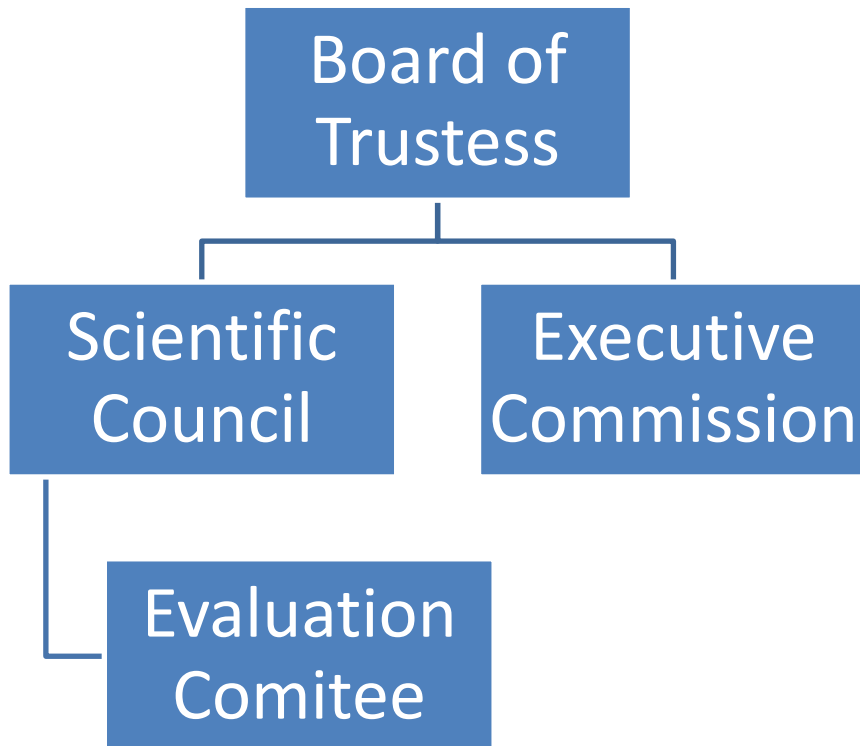 Board of
Trustess
Scientific
Council
Executive
Commission
Evaluation
Comitee